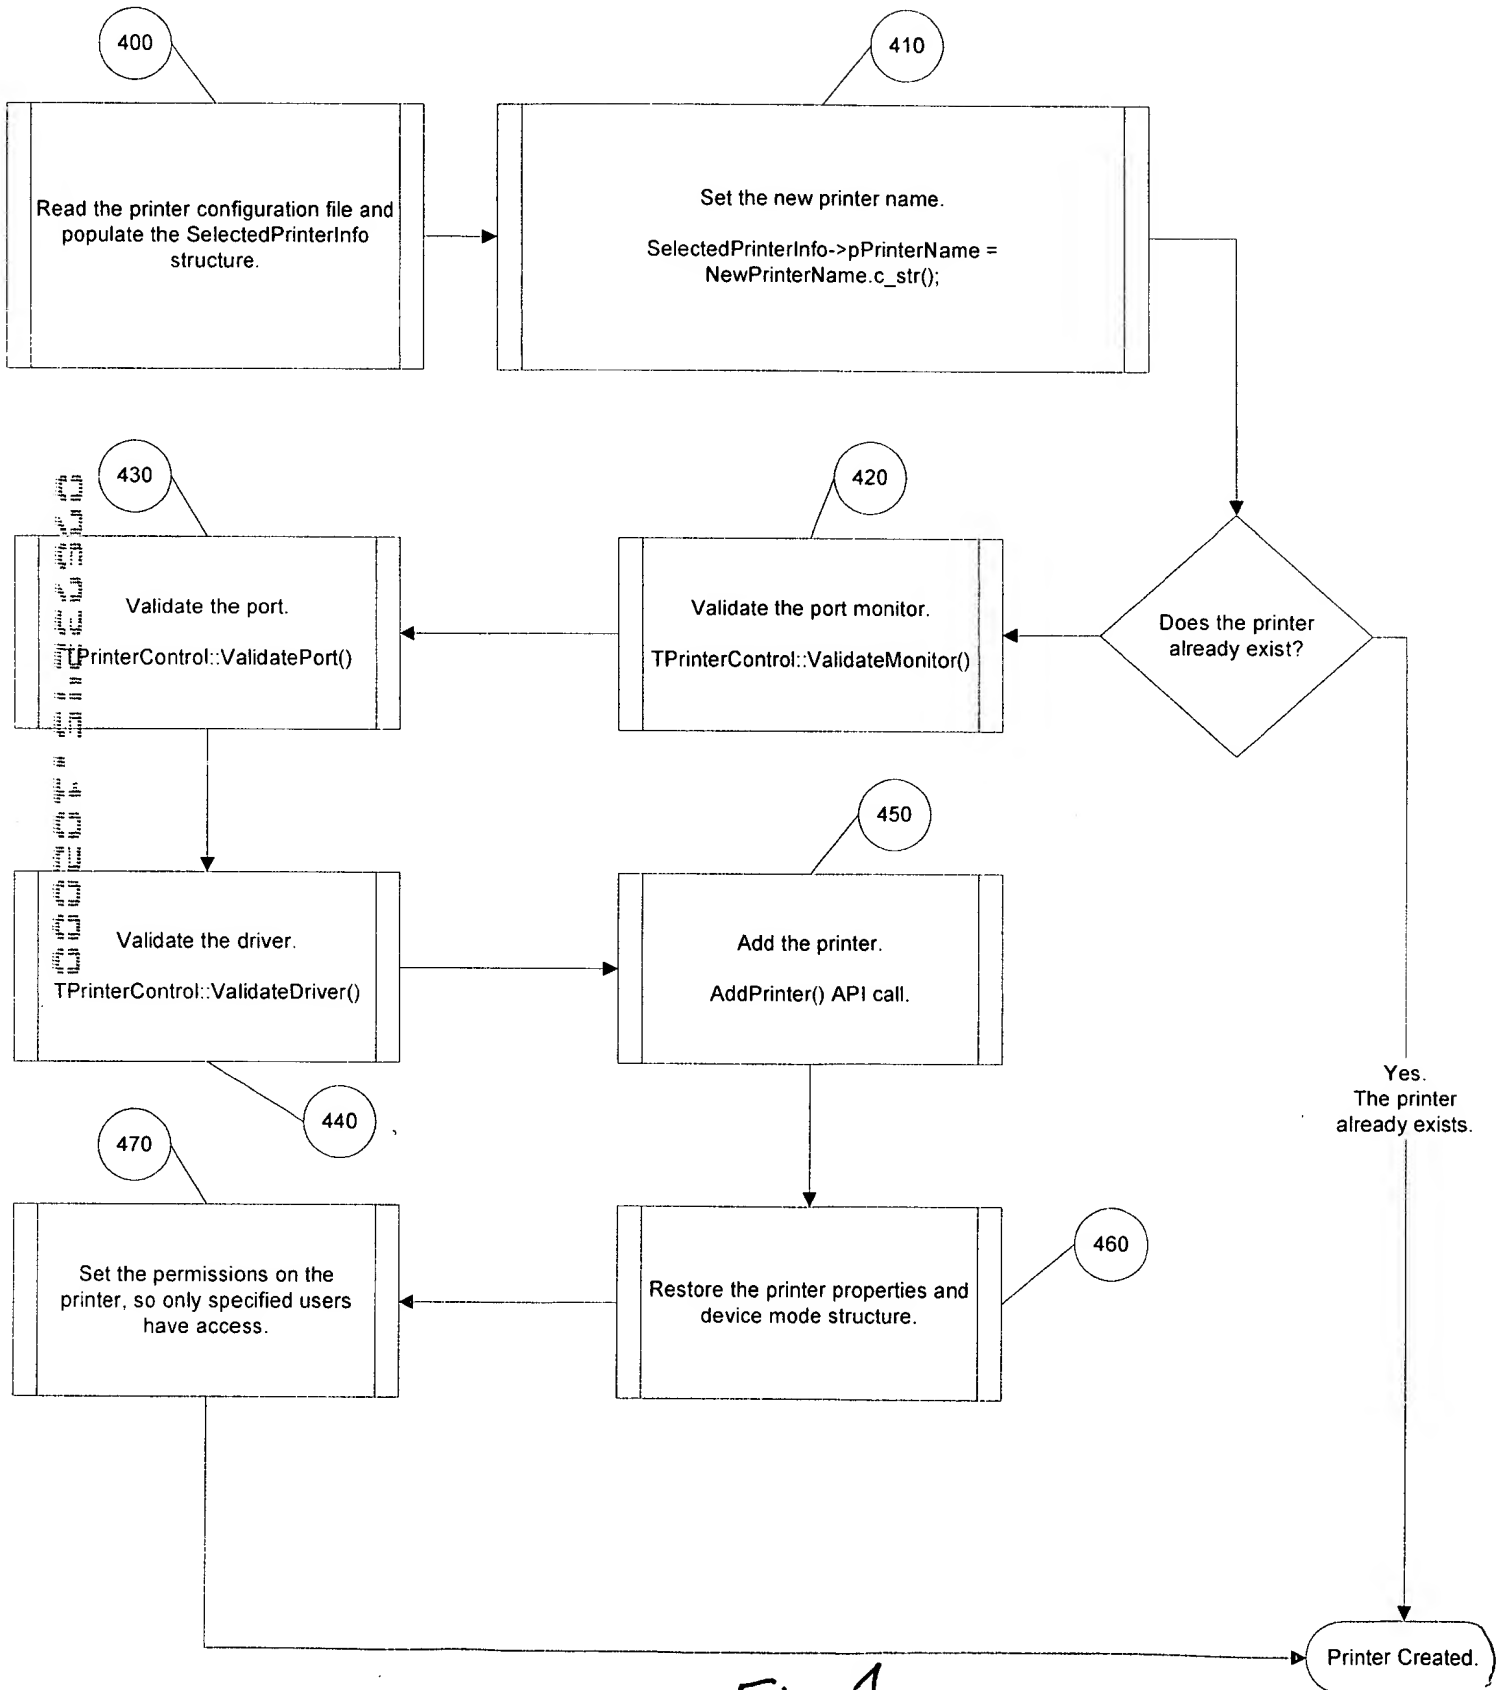 400
410
Read the printer configuration file and
populate the SelectedPrinterInfo
structure.
Set the new printer name.
SelectedPrinterInfo->pPrinterName =
NewPrinterName.c_str();
430
420
Validate the port.
TPrinterControl::ValidatePort()
Validate the port monitor.
TPrinterControl::ValidateMonitor()
Does the printer
already exist?
450
Validate the driver.
TPrinterControl::ValidateDriver()
Add the printer.
AddPrinter() API call.
440
Yes.
The printer
already exists.
470
460
Set the permissions on the
printer, so only specified users
have access.
Restore the printer properties and
device mode structure.
Printer Created.